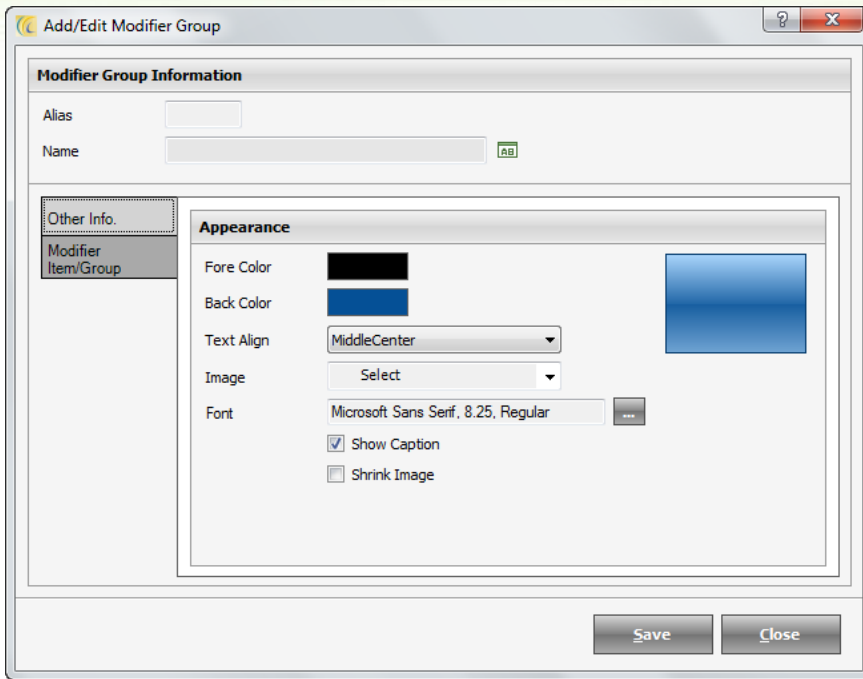 Add/Edit Modifier Group
?
X
Modifier Group Information
Alias
Name
AB
Other Info.
Modifier
Item/Group
Appearance
Fore Color
Back Color
Text Align
MiddleCenter
Image
Select
Font
Microsoft Sans Serif, 8.25, Regular
...
Show Caption
Shrink Image
Save
Close